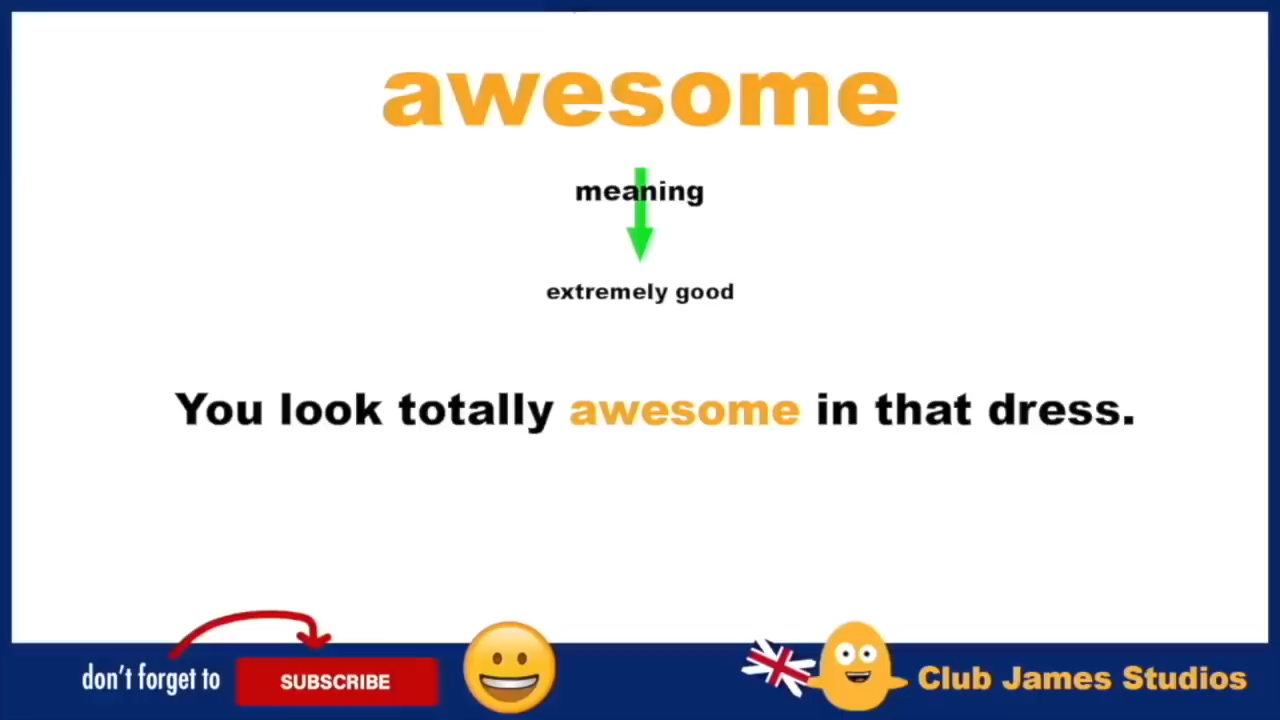 awesome
meaning
extremely good
You look totally awesome in that dress.
don't forget to SUBSCRIBE
Club James Studios